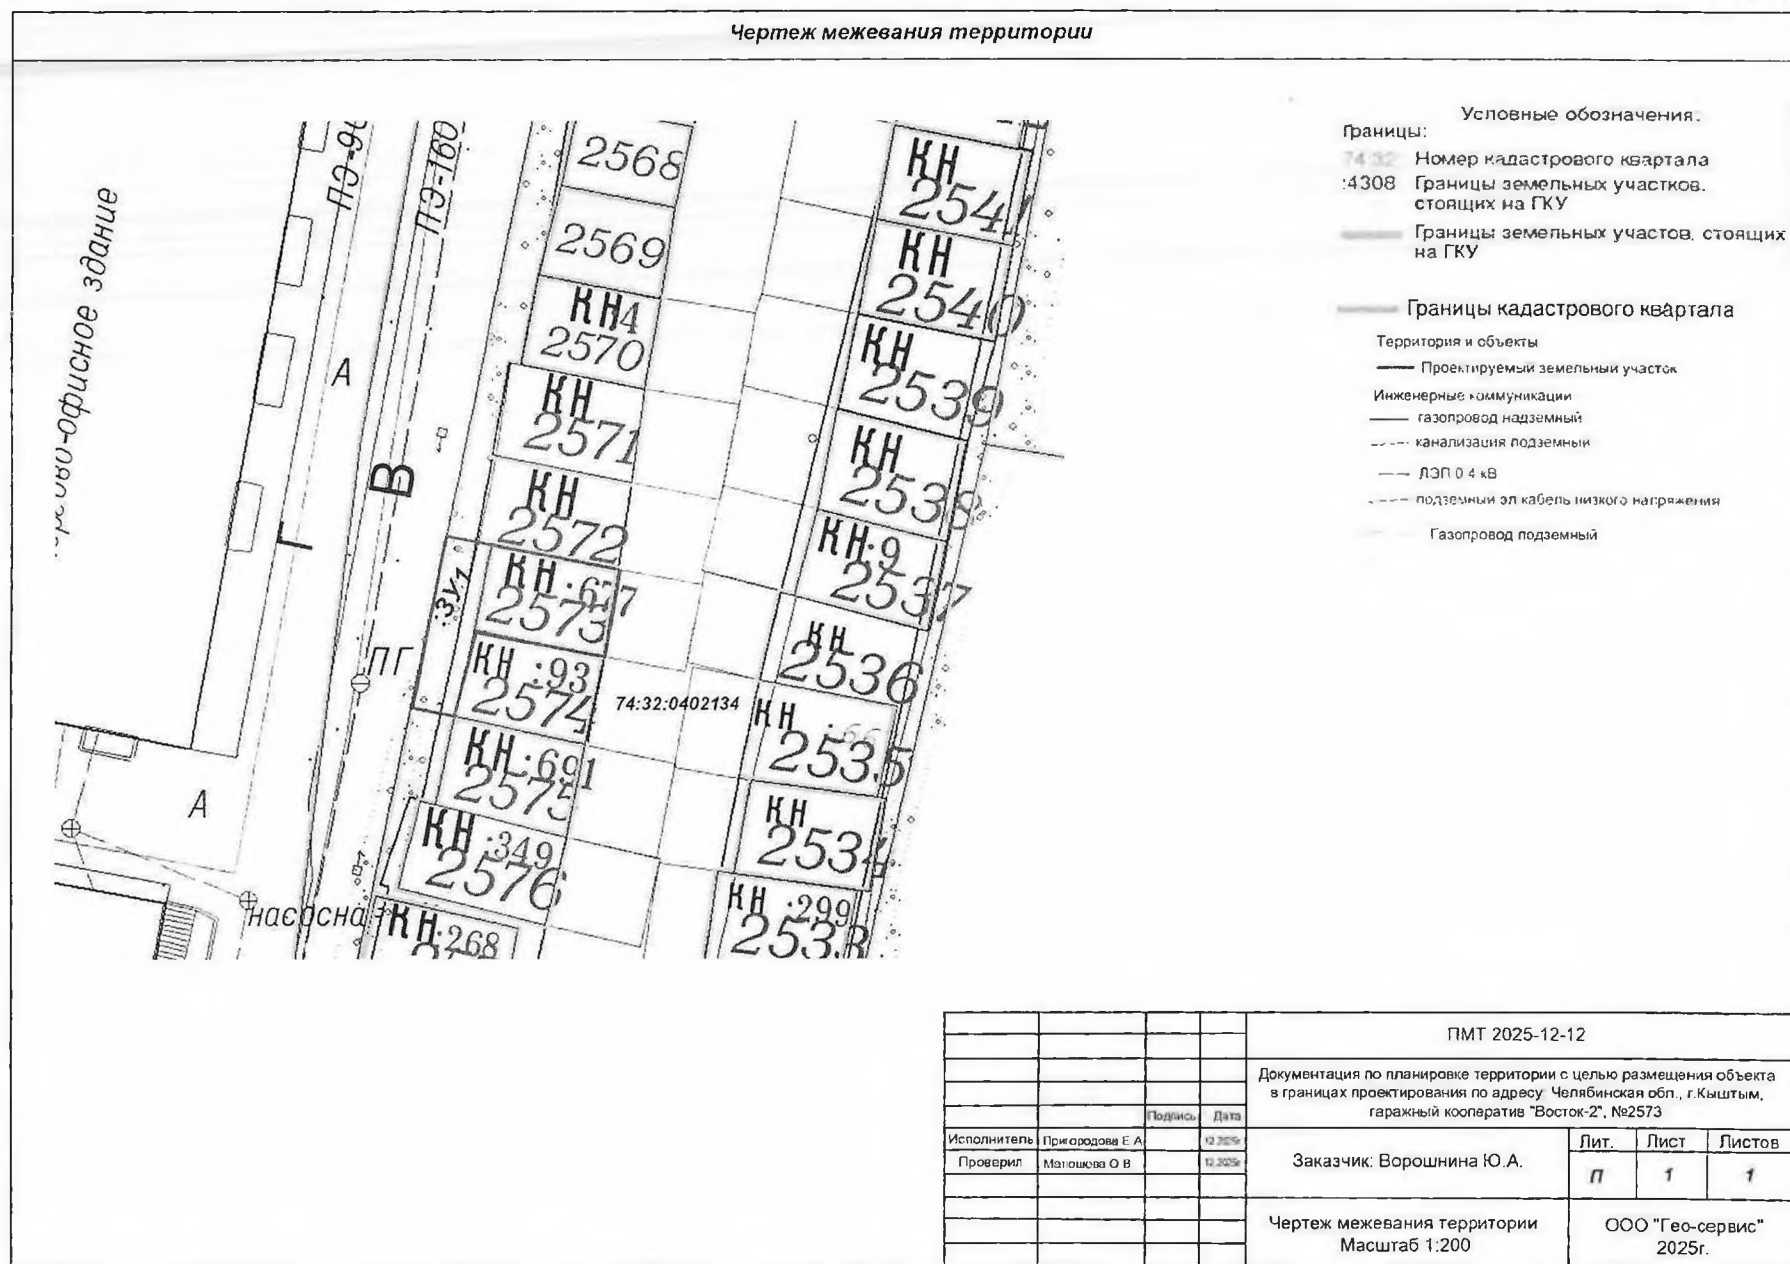 Чертеж межевания территории
Условные обозначения:
Границы:
74:32 Номер кадастрового квартала
:4308 Границы земельных участков, стоящих на ГКУ
Границы земельных участов, стоящих на ГКУ
Границы кадастрового квартала
Территория и объекты
Проектируемый земельный участок
Инженерные коммуникации
газопровод надземный
канализация подземный
ЛЭП 0.4 кВ
подземный эл кабель низкого напряжения
Газопровод подземный
офисное здание
ПЭ-160
А
Г
В
ПГ
А
насосная
:ЗУ1
2568
2569
КН4
2570
КН
2571
КН
2572
КН :677
2573
КН :93
2574
КН :691
2575
КН :349
2576
КН :268
74:32:0402134
КН
2541
КН
2540
КН
2539
КН
2538
КН :9
2537
КН
2536
КН
2535
КН
2534
КН :299
2533
ПМТ 2025-12-12
Документация по планировке территории с целью размещения объекта
в границах проектирования по адресу: Челябинская обл., г.Кыштым,
гаражный кооператив "Восток-2", №2573
Подпись Дата
Исполнитель Пригородова Е А
Проверил
Заказчик: Ворошнина Ю.А.
Лит. Лист Листов
П 1 1
Чертеж межевания территории
Масштаб 1:200
ООО "Гео-сервис"
2025г.